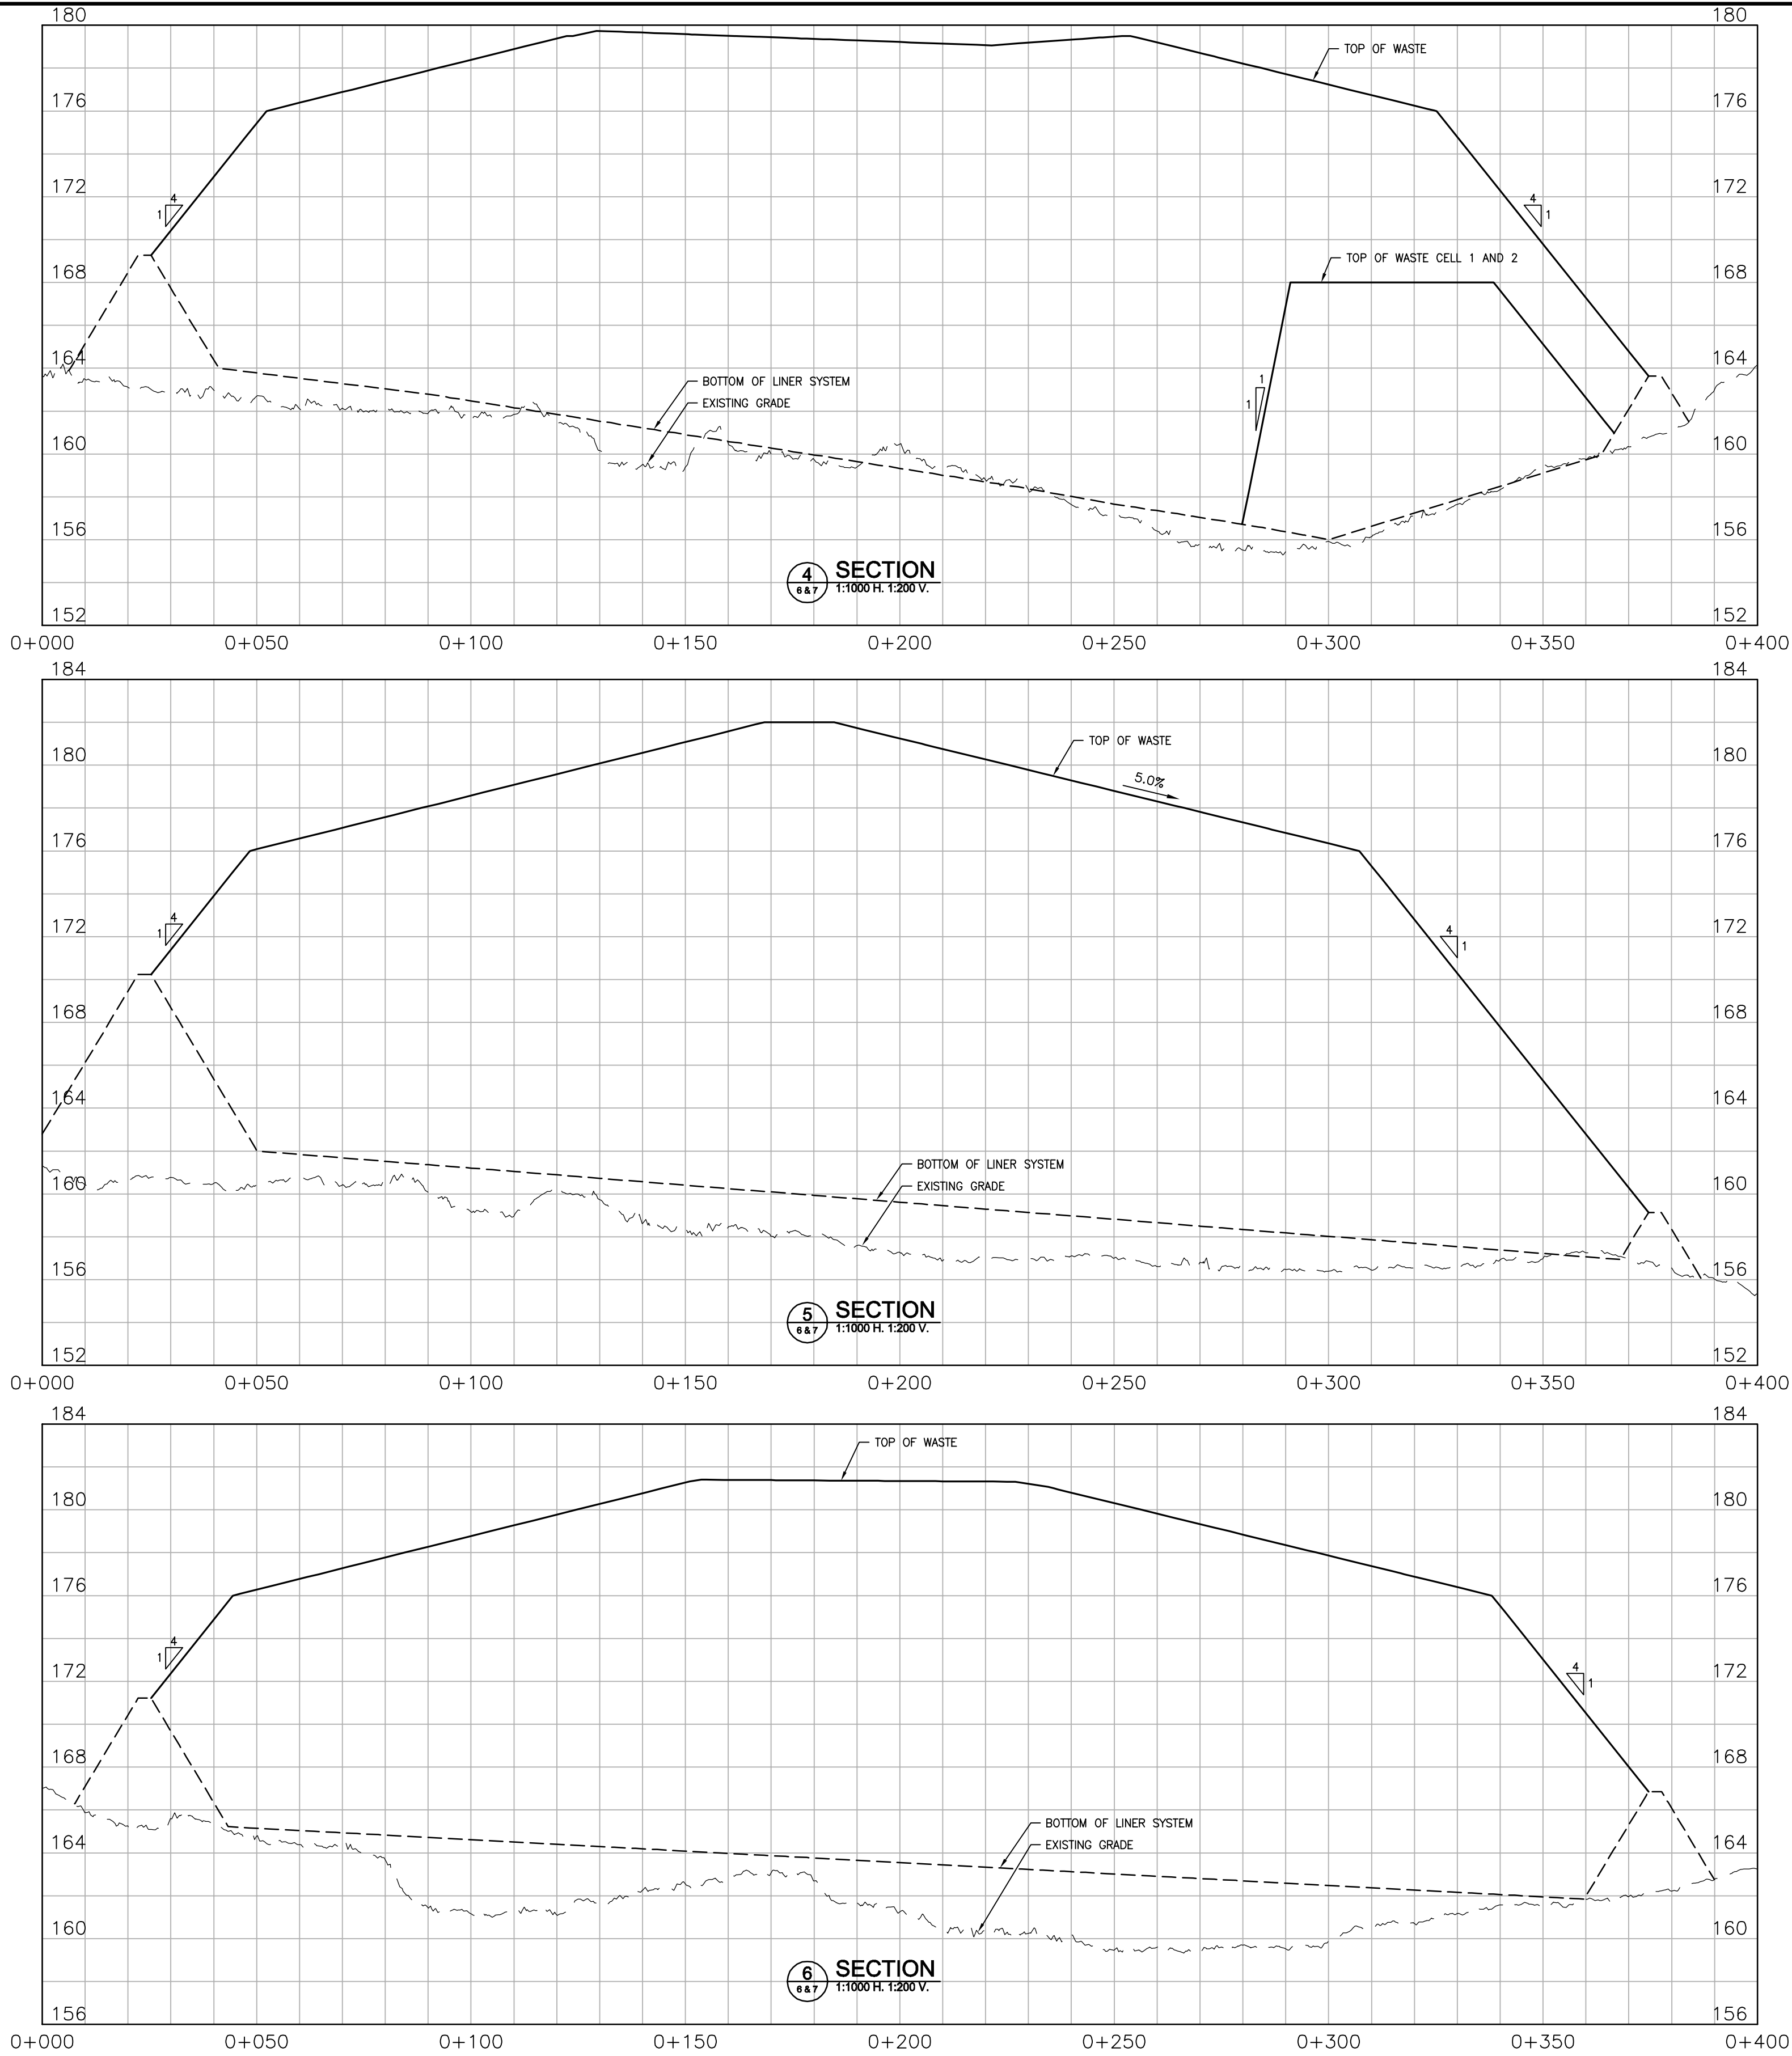 180 180
TOP OF WASTE
176 176
4 4
1 1
172 172
TOP OF WASTE CELL 1 AND 2
168 168
164 164
BOTTOM OF LINER SYSTEM
1
EXISTING GRADE
1
160 160
156 156
4 SECTION
6 & 7 1:1000 H. 1:200 V.
152 152
0+000 0+050 0+100 0+150 0+200 0+250 0+300 0+350 0+400
184 184
TOP OF WASTE
180 180
5.0%
176 176
4 4
1 1
172 172
168 168
164 164
BOTTOM OF LINER SYSTEM
EXISTING GRADE
160 160
156 156
5 SECTION
6 & 7 1:1000 H. 1:200 V.
152 152
0+000 0+050 0+100 0+150 0+200 0+250 0+300 0+350 0+400
184 184
TOP OF WASTE
180 180
176 176
4 4
1 1
172 172
168 168
BOTTOM OF LINER SYSTEM
EXISTING GRADE
164 164
160 160
6 SECTION
6 & 7 1:1000 H. 1:200 V.
156 156
0+000 0+050 0+100 0+150 0+200 0+250 0+300 0+350 0+400